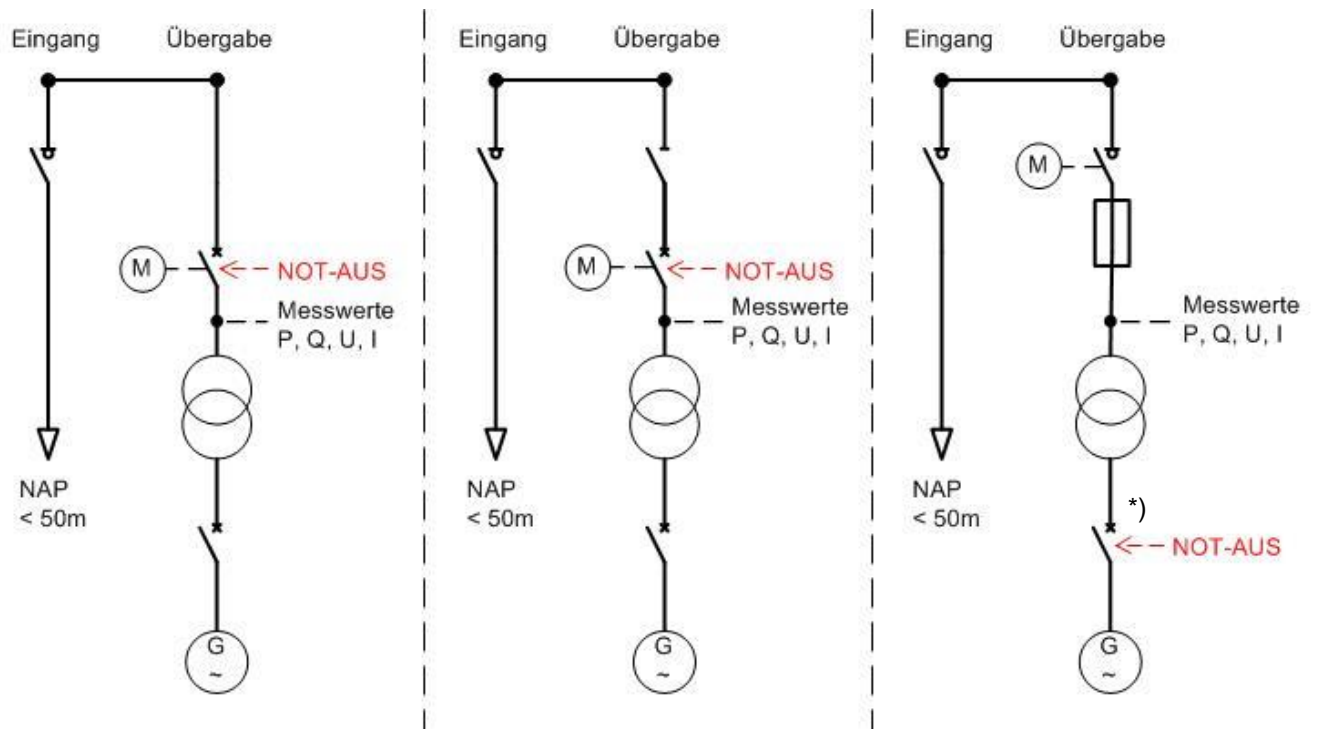 Eingang Übergabe
M
NOT-AUS
Messwerte
P, Q, U, I
NAP
< 50m
G
~
Eingang Übergabe
M
NOT-AUS
Messwerte
P, Q, U, I
NAP
< 50m
G
~
Eingang Übergabe
M
Messwerte
P, Q, U, I
NAP
< 50m
*)
NOT-AUS
G
~